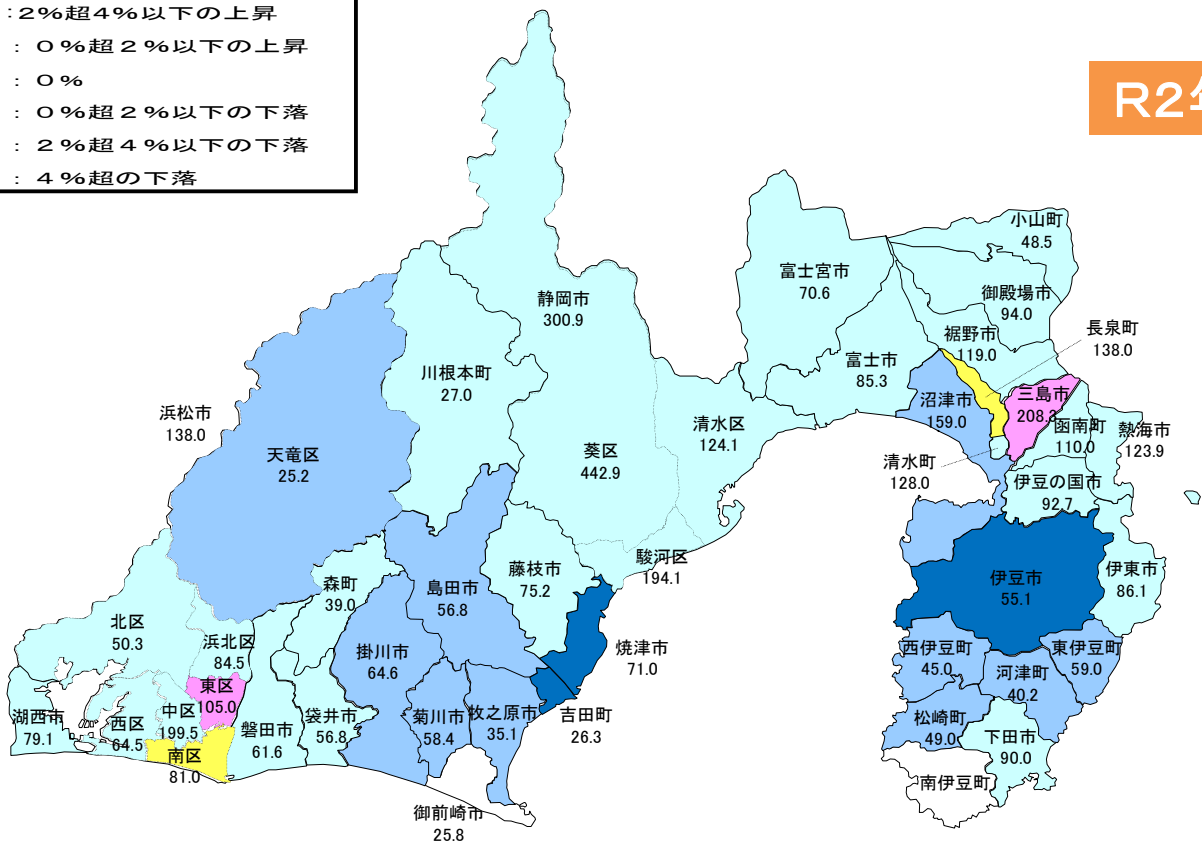 :2%超4%以下の上昇
: 0%超2%以下の上昇
: 0%
: 0%超2%以下の下落
: 2%超4%以下の下落
: 4%超の下落
R2
小山町
48.5
富士宮市
70.6
御殿場市
94.0
静岡市
300.9
裾野市
119.0
長泉町
138.0
富士市
85.3
川根本町
27.0
沼津市
159.0
三島市
208.3
浜松市
138.0
清水区
124.1
函南町
110.0
熱海市
123.9
天竜区
25.2
葵区
442.9
清水町
128.0
伊豆の国市
92.7
駿河区
194.1
藤枝市
75.2
森町
39.0
島田市
56.8
伊豆市
55.1
伊東市
86.1
北区
50.3
浜北区
84.5
掛川市
64.6
焼津市
71.0
西伊豆町
45.0
東伊豆町
59.0
河津町
40.2
東区
105.0
湖西市
79.1
西区
64.5
中区
199.5
磐田市
61.6
袋井市
56.8
菊川市
58.4
牧之原市
35.1
吉田町
26.3
松崎町
49.0
下田市
90.0
南区
81.0
南伊豆町
御前崎市
25.8